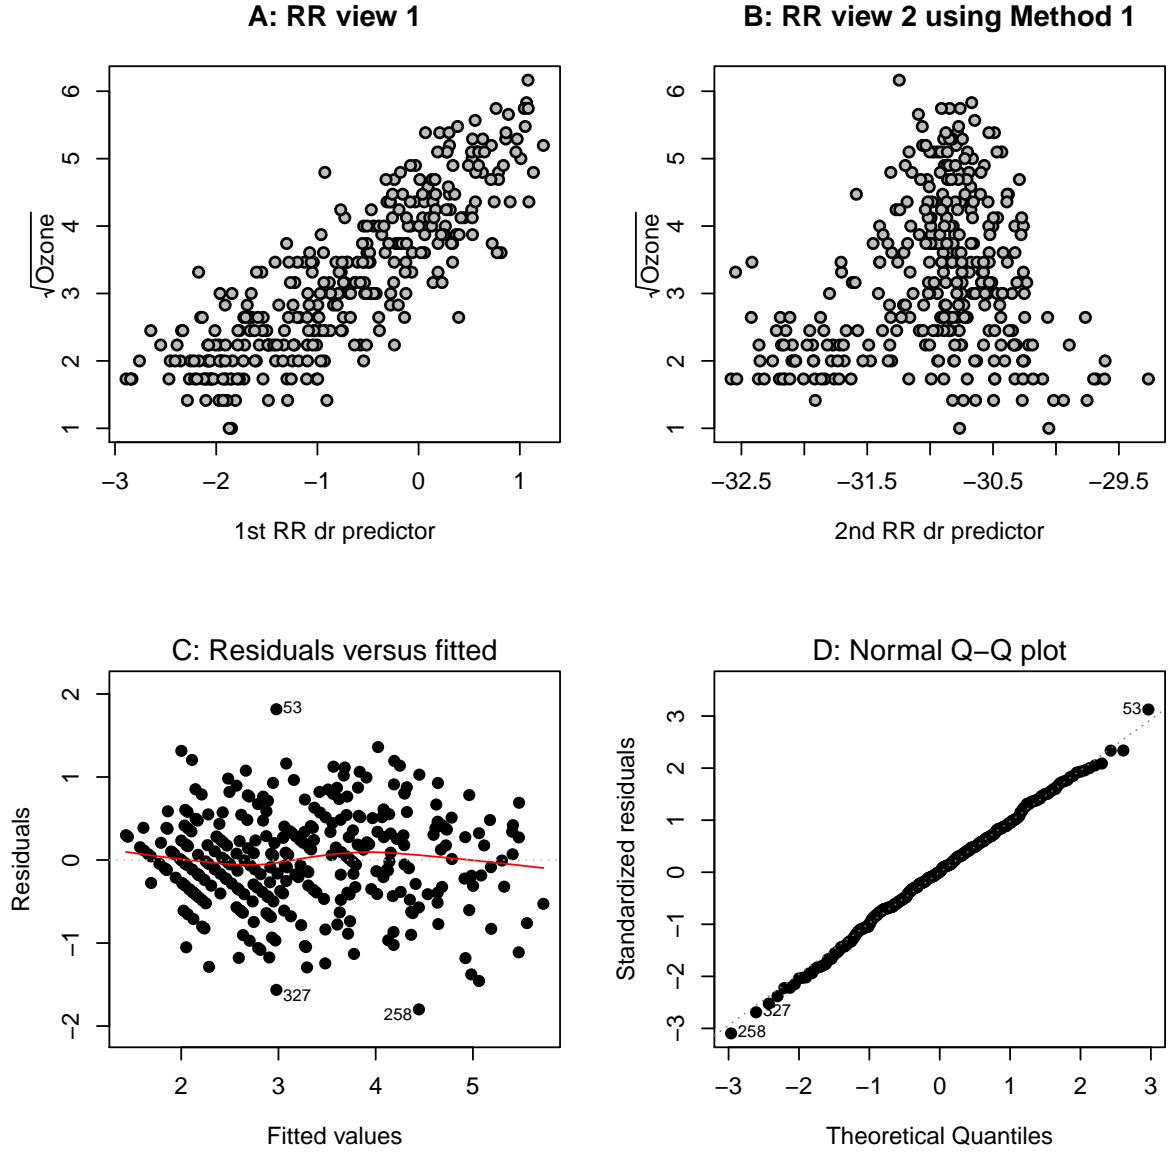 A: RR view 1
√Ozone
6
5
4
3
2
1
−3 −2 −1 0 1
1st RR dr predictor
B: RR view 2 using Method 1
√Ozone
6
5
4
3
2
1
−32.5 −31.5 −30.5 −29.5
2nd RR dr predictor
C: Residuals versus fitted
Residuals
2
1
0
−1
−2
53
327
258
2 3 4 5
Fitted values
D: Normal Q−Q plot
Standardized residuals
3
2
1
0
−1
−2
−3
53
327
258
−3 −2 −1 0 1 2 3
Theoretical Quantiles